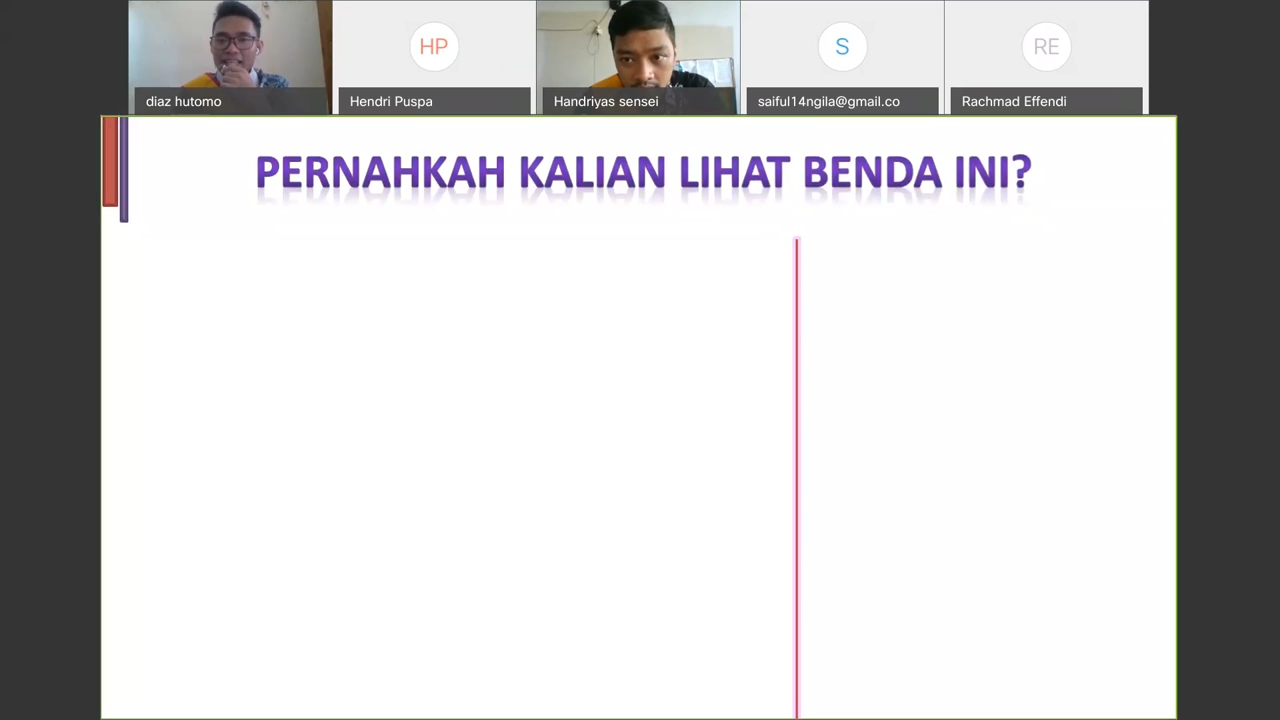 diaz hutomo
HP
Hendri Puspa
Handriyas sensei
S
saiful14ngila@gmail.co
RE
Rachmad Effendi
PERNAHKAH KALIAN LIHAT BENDA INI?